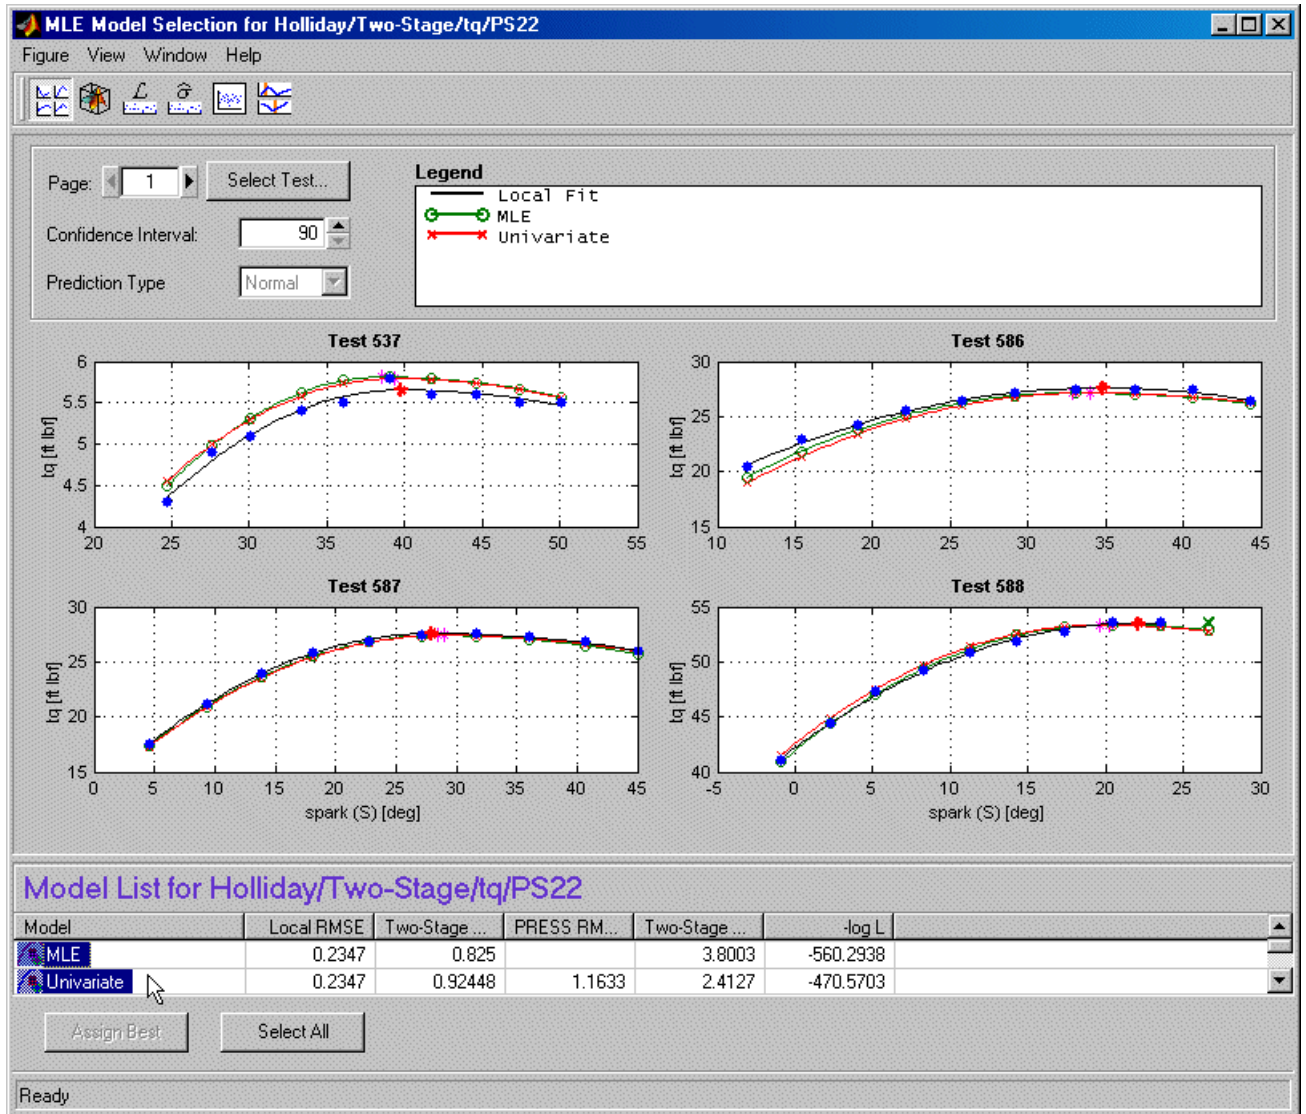 MLE Model Selection for Holliday/Two-Stage/tq/PS22
Figure View Window Help
Page: 1 Select Test...
Confidence Interval: 90
Prediction Type Normal
Legend
Local Fit
MLE
Univariate
Test 537
tq [ft lbf]
6
5.5
5
4.5
4
20 25 30 35 40 45 50 55
Test 586
tq [ft lbf]
30
25
20
15
10 15 20 25 30 35 40 45
Test 587
tq [ft lbf]
30
25
20
15
0 5 10 15 20 25 30 35 40 45
spark (S) [deg]
Test 588
tq [ft lbf]
55
50
45
40
-5 0 5 10 15 20 25 30
spark (S) [deg]
Model List for Holliday/Two-Stage/tq/PS22
Model Local RMSE Two-Stage ... PRESS RM... Two-Stage ... -log L
MLE 0.2347 0.825 3.8003 -560.2938
Univariate 0.2347 0.92448 1.1633 2.4127 -470.5703
Assign Best Select All
Ready